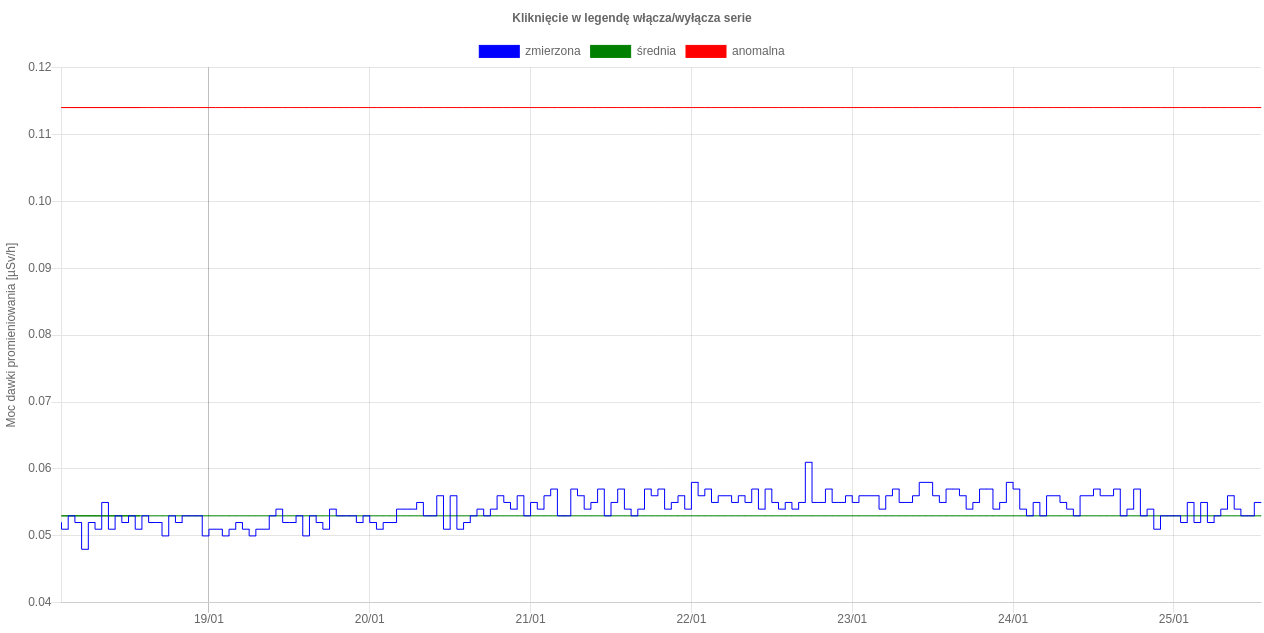 Kliknięcie w legendę włącza/wyłącza serie
zmierzona średnia anomalna
Moc dawki promieniowania [µSv/h]
0.12
0.11
0.10
0.09
0.08
0.07
0.06
0.05
0.04
19/01 20/01 21/01 22/01 23/01 24/01 25/01